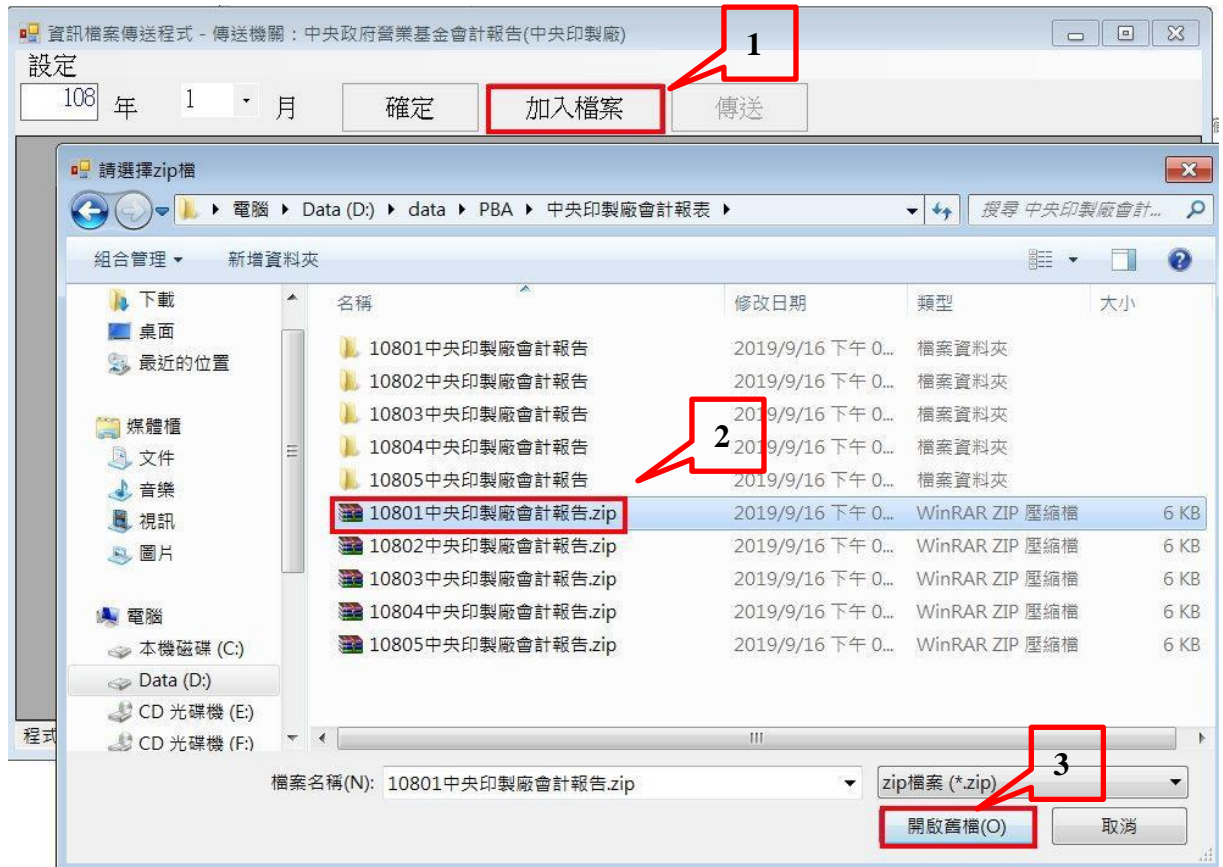 資訊檔案傳送程式 - 傳送機關：中央政府營業基金會計報告(中央印製廠)
1
設定
108 年 1 月 確定 加入檔案 傳送
請選擇zip檔
電腦 Data (D:) data PBA 中央印製廠會計報表 搜尋 中央印製廠會計...
組合管理 新增資料夾
下載
桌面
最近的位置
媒體櫃
文件
音樂
視訊
圖片
電腦
本機磁碟 (C:)
Data (D:)
CD 光碟機 (E:)
CD 光碟機 (F:)
名稱 修改日期 類型 大小
10801中央印製廠會計報告 2019/9/16 下午 0... 檔案資料夾
10802中央印製廠會計報告 2019/9/16 下午 0... 檔案資料夾
10803中央印製廠會計報告 2019/9/16 下午 0... 檔案資料夾
10804中央印製廠會計報告 2019/9/16 下午 0... 檔案資料夾
10805中央印製廠會計報告 2019/9/16 下午 0... 檔案資料夾
2
10801中央印製廠會計報告.zip 2019/9/16 下午 0... WinRAR ZIP 壓縮檔 6 KB
10802中央印製廠會計報告.zip 2019/9/16 下午 0... WinRAR ZIP 壓縮檔 6 KB
10803中央印製廠會計報告.zip 2019/9/16 下午 0... WinRAR ZIP 壓縮檔 6 KB
10804中央印製廠會計報告.zip 2019/9/16 下午 0... WinRAR ZIP 壓縮檔 6 KB
10805中央印製廠會計報告.zip 2019/9/16 下午 0... WinRAR ZIP 壓縮檔 6 KB
程式
檔案名稱(N): 10801中央印製廠會計報告.zip zip檔案 (*.zip)
3
開啟舊檔(O) 取消